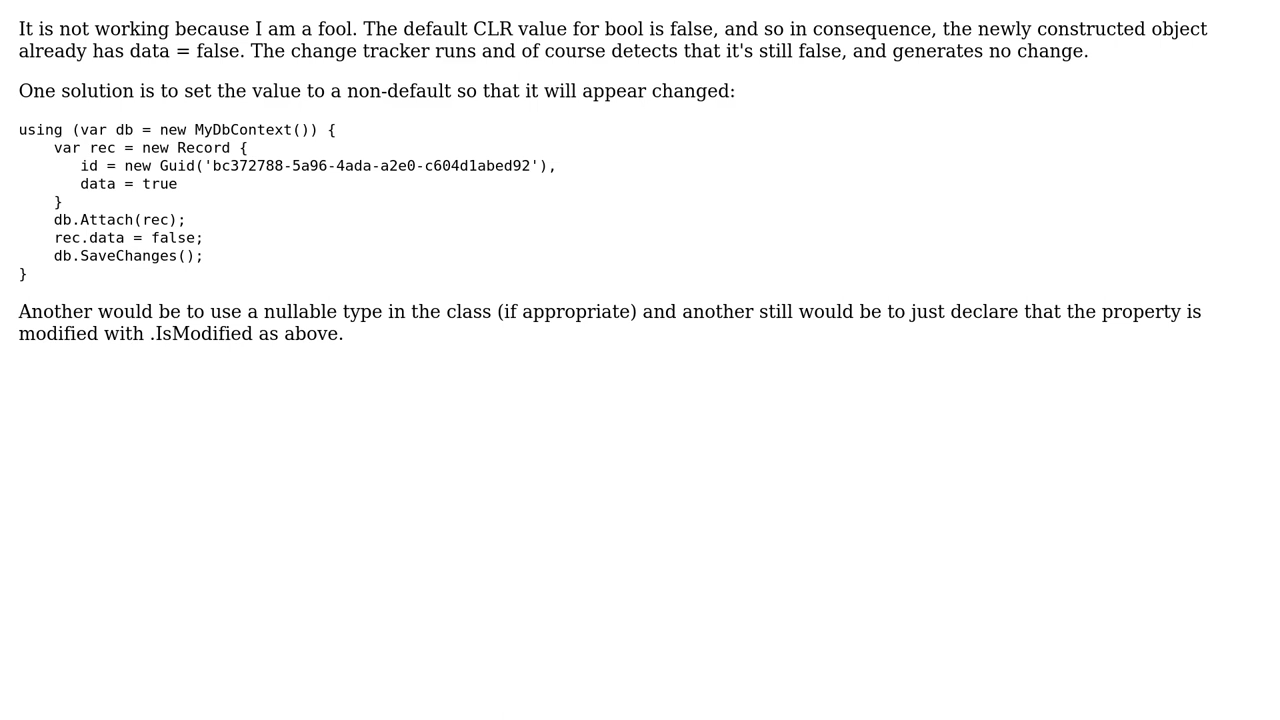 It is not working because I am a fool. The default CLR value for bool is false, and so in consequence, the newly constructed object
already has data = false. The change tracker runs and of course detects that it's still false, and generates no change.
One solution is to set the value to a non-default so that it will appear changed:
using (var db = new MyDbContext()) {
    var rec = new Record {
       id = new Guid('bc372788-5a96-4ada-a2e0-c604d1abed92'),
       data = true
    }
    db.Attach(rec);
    rec.data = false;
    db.SaveChanges();
}
Another would be to use a nullable type in the class (if appropriate) and another still would be to just declare that the property is
modified with .IsModified as above.